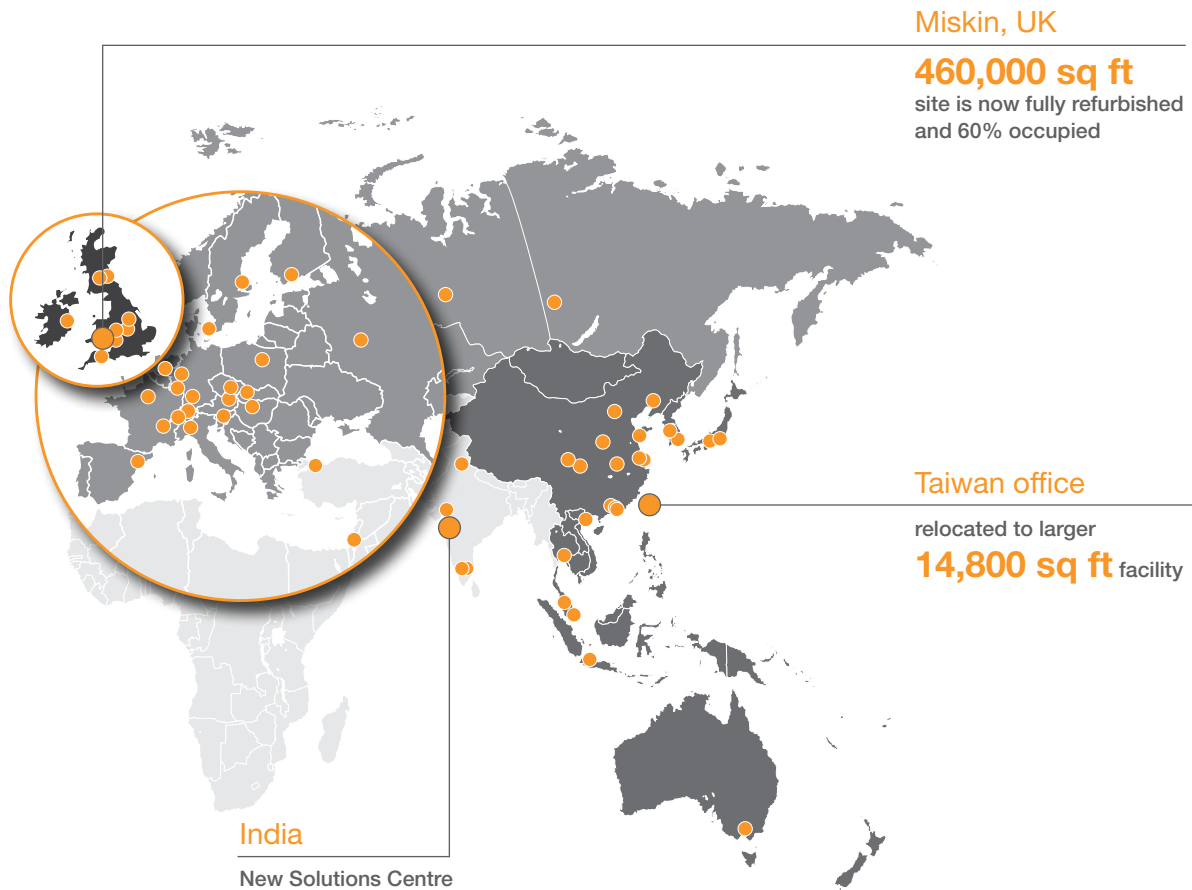 Miskin, UK
460,000 sq ft
site is now fully refurbished
and 60% occupied
Taiwan office
relocated to larger
14,800 sq ft facility
India
New Solutions Centre